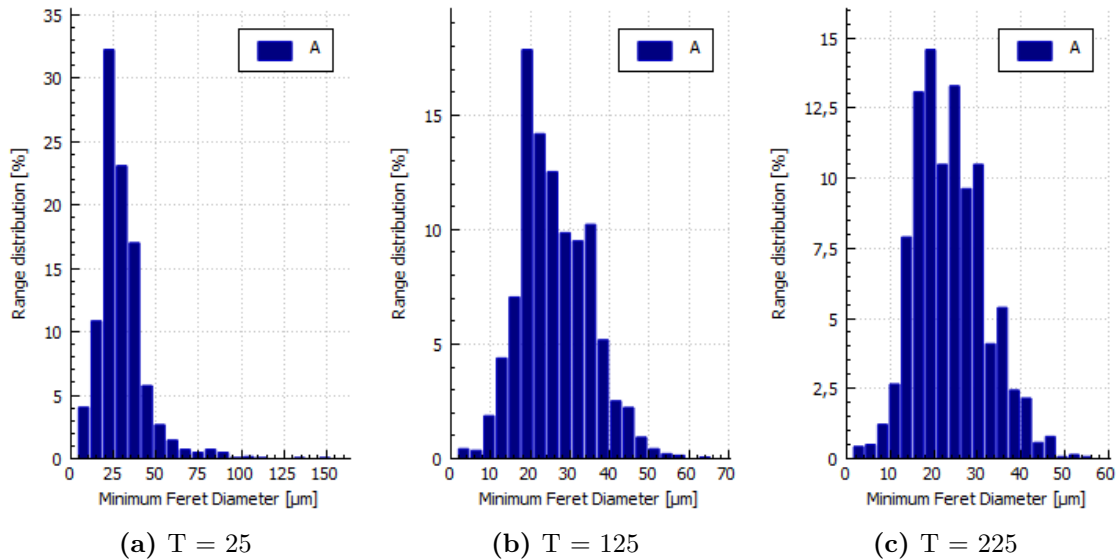 35
30
25
20
15
10
5
0
Range distribution [%]
A
0 25 50 75 100 125 150
Minimum Feret Diameter [µm]
(a) T = 25
15
10
5
0
Range distribution [%]
A
0 10 20 30 40 50 60 70
Minimum Feret Diameter [µm]
(b) T = 125
15
12,5
10
7,5
5
2,5
0
Range distribution [%]
A
0 10 20 30 40 50 60
Minimum Feret Diameter [µm]
(c) T = 225